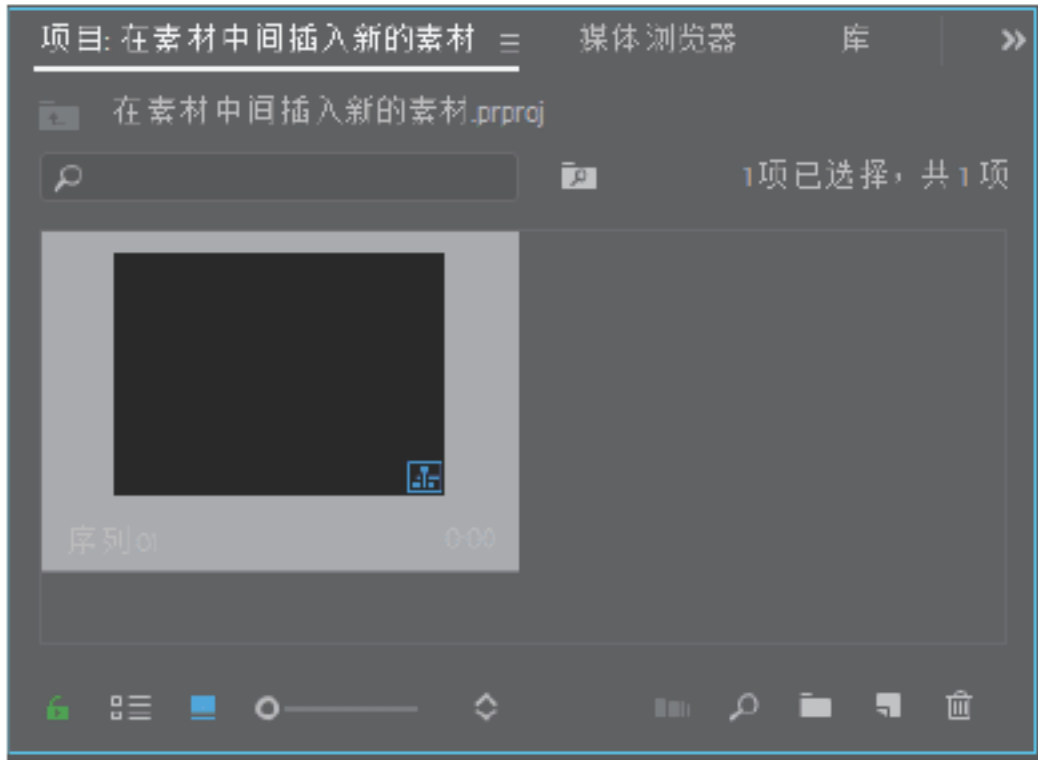 项目: 在素材中间插入新的素材 媒体浏览器 库
在素材中间插入新的素材.prproj
1项已选择，共1项
序列 01 0:00